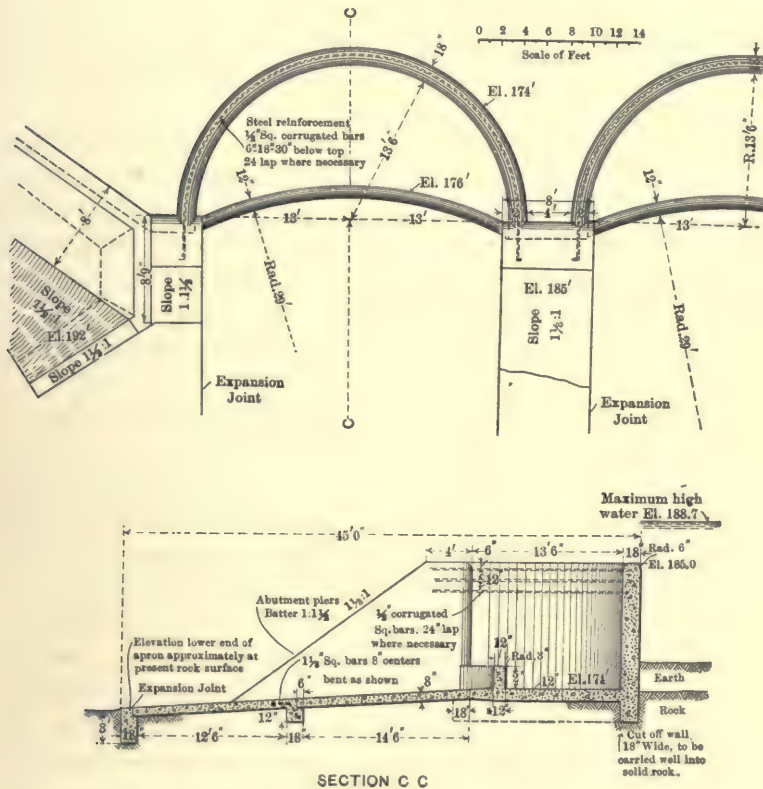 C
18"
0 2 4 6 8 10 12 14
Scale of Feet
El. 174'
Steel reinforcement
½"Sq. corrugated bars
6"18"30" below top
24 lap where necessary
13'6"
R.13'6"
12"
El. 176'
8'
4'
12"
13'
13'
13'
8'
8'9"
Slope
1.1½
Rad.29'
El. 185'
Slope
1½:1
Rad.29'
Slope
1½:1
El.192'
Slope 1½:1
Expansion
Joint
C
Expansion
Joint
Maximum high
water El. 188.7
45'0"
4'
6"
13'6"
18"
Rad. 6"
El. 185.0
12"
Abutment piers
Batter 1:1½
1½:1
½"corrugated
Sq. bars. 24"lap
where necessary
Elevation lower end of
apron approximately at
present rock surface
1½"Sq. bars 8"centers
bent as shown
12"
Rad.3"
Expansion Joint
6"
8"
12"
El.174'
Earth
Rock
3'
18"
12'6"
12"
18"
14'6"
18"
12"
Cut off wall
18"Wide, to be
carried well into
solid rock.
SECTION C C